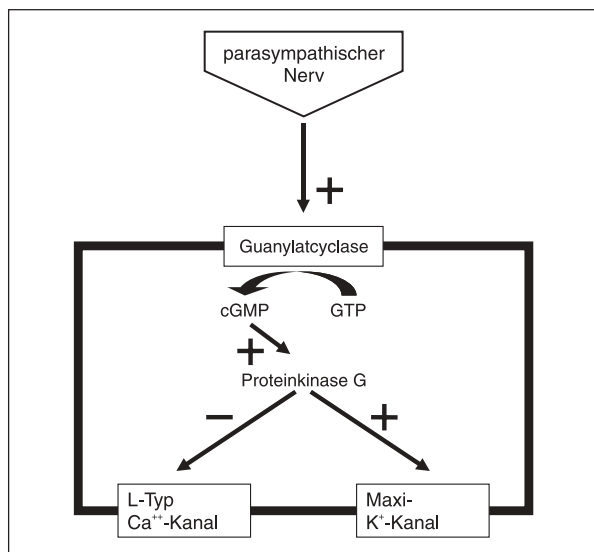 parasympathischer
Nerv
+
Guanylatcyclase
cGMP GTP
+
Proteinkinase G
− +
L-Typ
Ca⁺⁺-Kanal
Maxi-
K⁺-Kanal